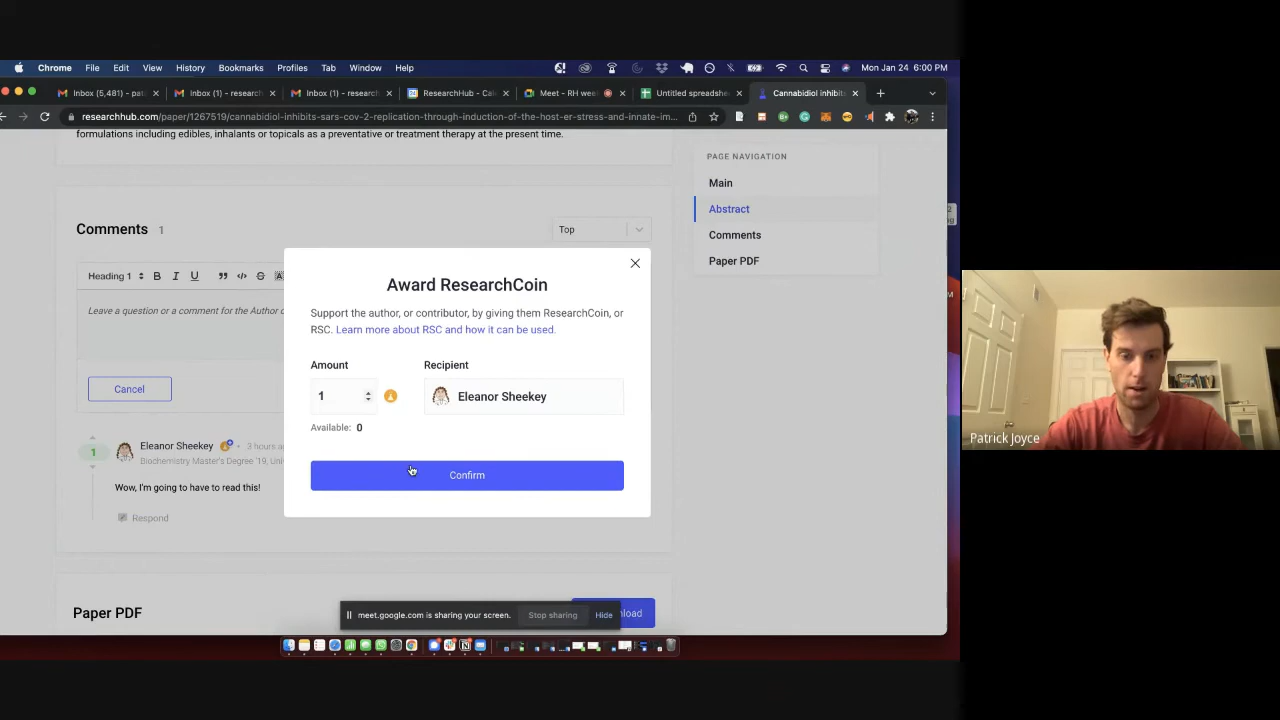 Chrome File Edit View History Bookmarks Profiles Tab Window Help Mon Jan 24 6:00 PM
Inbox (5,481) - pat inbox (1) - research Inbox (1) - research ResearchHub - Cal Meet - RH wee Untitled spreadshe Cannabidiol inhibits
researchhub.com/paper/1267519/cannabidiol-inhibits-sars-cov-2-replication-through-induction-of-the-host-er-stress-and-innate-im...
formulations including edibles, inhalants or topicals as a preventative or treatment therapy at the present time.
PAGE NAVIGATION
Main
Abstract
Comments
Paper PDF
Comments 1
Top
Heading 1 B I U S
Leave a question or a comment for the Author
Cancel
1
Eleanor Sheekey • 3 hours
Biochemistry Master's Degree '19,
Wow, I'm going to have to read this!
Respond
Award ResearchCoin
Support the author, or contributor, by giving them ResearchCoin, or
RSC. Learn more about RSC and how it can be used.
Amount Recipient
1 Eleanor Sheekey
Available: 0
Confirm
Paper PDF
meet.google.com is sharing your screen. Stop sharing Hide
Patrick Joyce